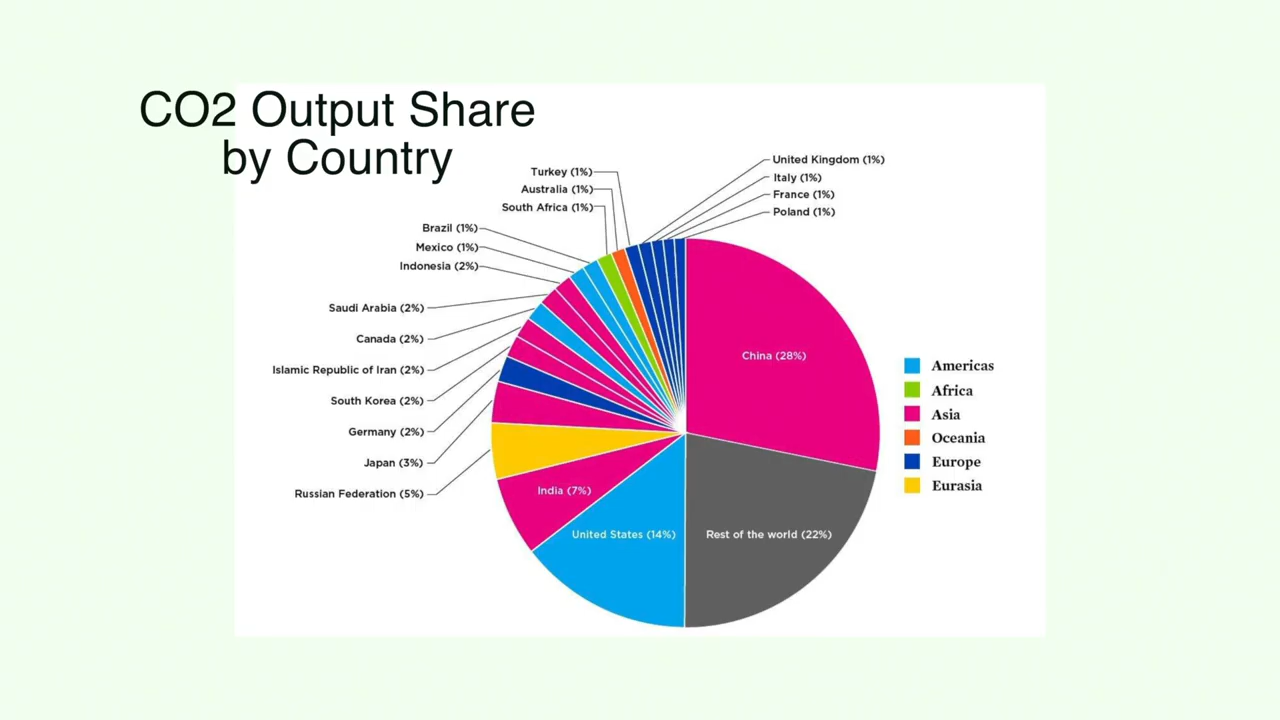 CO2 Output Share
by Country
United Kingdom (1%)
Turkey (1%)
Italy (1%)
Australia (1%)
France (1%)
South Africa (1%)
Poland (1%)
Brazil (1%)
Mexico (1%)
Indonesia (2%)
Saudi Arabia (2%)
Canada (2%)
China (28%)
Islamic Republic of Iran (2%)
South Korea (2%)
Germany (2%)
Japan (3%)
Russian Federation (5%)
India (7%)
United States (14%)
Rest of the world (22%)
Americas
Africa
Asia
Oceania
Europe
Eurasia